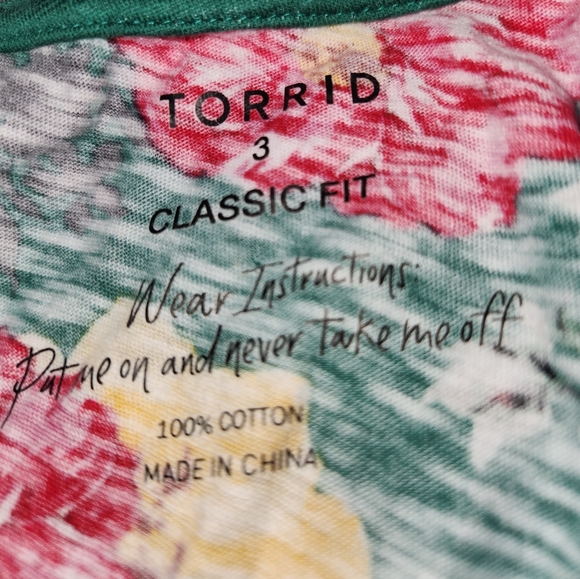 TORRID
3
CLASSIC FIT
Wear Instructions:
Put me on and never take me off
100% COTTON
MADE IN CHINA